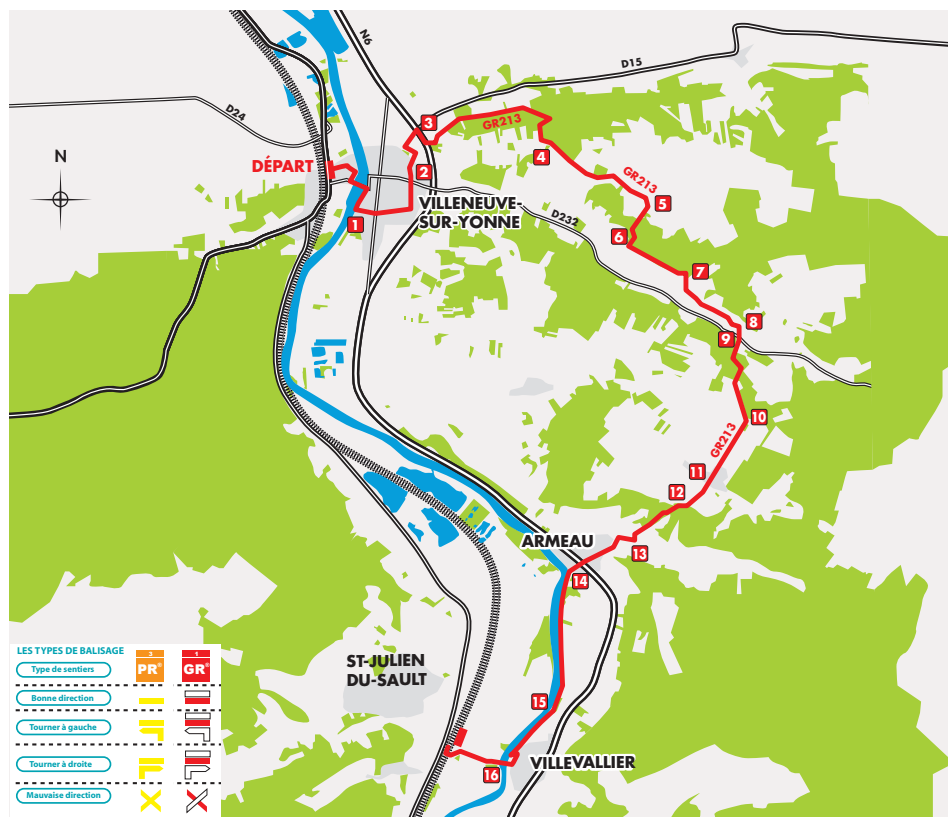 N6
D15
D24
3
GR213
N
DÉPART
2
4
GR213
VILLENEUVE-
SUR-YONNE
5
1
D232
6
7
8
9
10
GR213
11
12
ARMEAU
13
14
ST-JULIEN
DU-SAULT
15
VILLEVALLIER
16
LES TYPES DE BALISAGE
3
PR®
1
GR®
Type de sentiers
Bonne direction
Tourner à gauche
Tourner à droite
Mauvaise direction